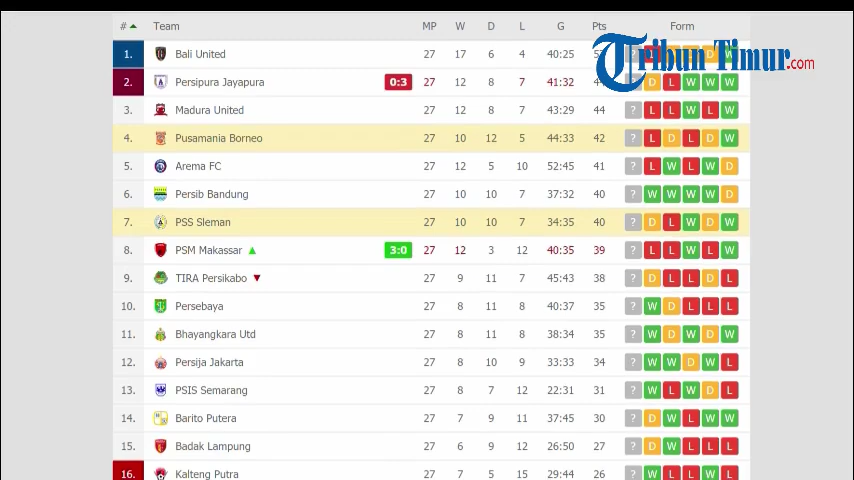 # Team MP W D L G Pts Form
Tribun Timur.com
1. Bali United 27 17 6 4 40:25 ? D W
2. Persipura Jayapura 0:3 27 12 8 7 41:32 ? D L W W W
3. Madura United 27 12 8 7 43:29 44 ? L L W L W
4. Pusamania Borneo 27 10 12 5 44:33 42 ? L D L D W
5. Arema FC 27 12 5 10 52:45 41 ? L W L W D
6. Persib Bandung 27 10 10 7 37:32 40 ? W W W W D
7. PSS Sleman 27 10 10 7 34:35 40 ? D L W D W
8. PSM Makassar 3:0 27 12 3 12 40:35 39 ? L L W L W
9. TIRA Persikabo 27 9 11 7 45:43 38 ? D L L D L
10. Persebaya 27 8 11 8 40:37 35 ? W D L L L
11. Bhayangkara Utd 27 8 11 8 38:34 35 ? W D W D W
12. Persija Jakarta 27 8 10 9 33:33 34 ? W W D W L
13. PSIS Semarang 27 8 7 12 22:31 31 ? W L W D L
14. Barito Putera 27 7 9 11 37:45 30 ? D W L W W
15. Badak Lampung 27 6 9 12 26:50 27 ? D W L L L
16. Kalteng Putra 27 7 5 15 29:44 26 ? W L L W L